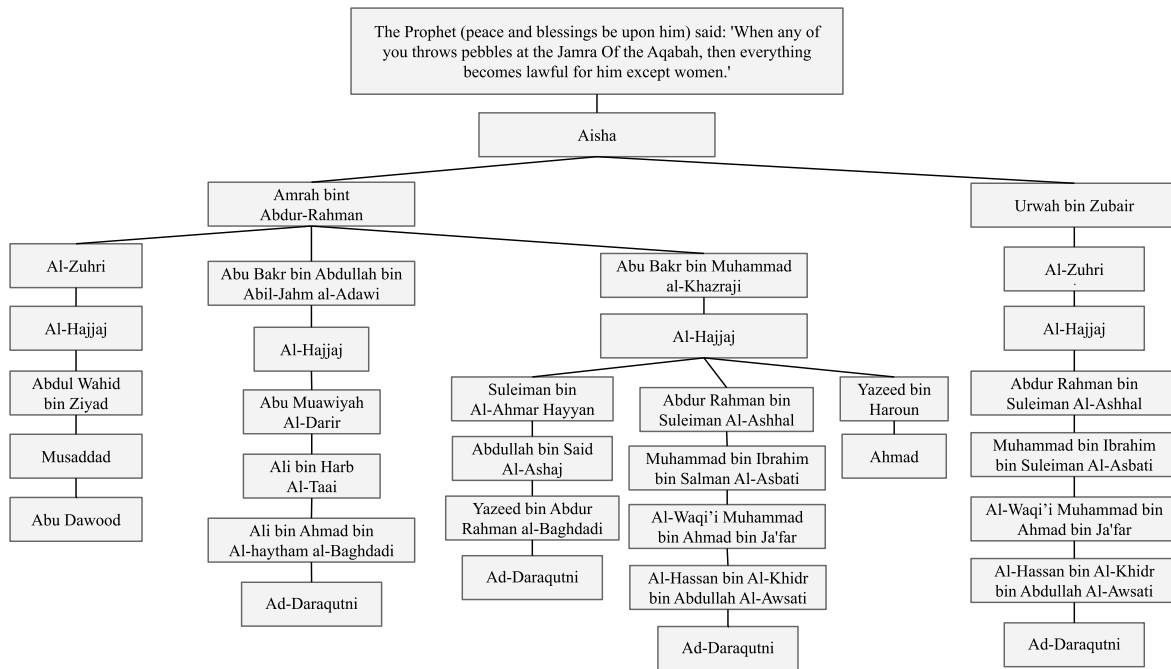 The Prophet (peace and blessings be upon him) said: 'When any of
you throws pebbles at the Jamra Of the Aqabah, then everything
becomes lawful for him except women.'
Aisha
Amrah bint
Abdur-Rahman
Urwah bin Zubair
Al-Zuhri
Abu Bakr bin Abdullah bin
Abil-Jahm al-Adawi
Abu Bakr bin Muhammad
al-Khazraji
Al-Zuhri
Al-Hajjaj
Al-Hajjaj
Al-Hajjaj
Al-Hajjaj
Abdul Wahid
bin Ziyad
Abu Muawiyah
Al-Darir
Suleiman bin
Al-Ahmar Hayyan
Abdur Rahman bin
Suleiman Al-Ashhal
Yazeed bin
Haroun
Abdur Rahman bin
Suleiman Al-Ashhal
Musaddad
Ali bin Harb
Al-Taai
Abdullah bin Said
Al-Ashaj
Muhammad bin Ibrahim
bin Salman Al-Asbati
Ahmad
Muhammad bin Ibrahim
bin Suleiman Al-Asbati
Abu Dawood
Ali bin Ahmad bin
Al-haytham al-Baghdadi
Yazeed bin Abdur
Rahman al-Baghdadi
Al-Waqi’i Muhammad
bin Ahmad bin Ja'far
Al-Waqi’i Muhammad bin
Ahmad bin Ja'far
Ad-Daraqutni
Ad-Daraqutni
Al-Hassan bin Al-Khidr
bin Abdullah Al-Awsati
Al-Hassan bin Al-Khidr
bin Abdullah Al-Awsati
Ad-Daraqutni
Ad-Daraqutni